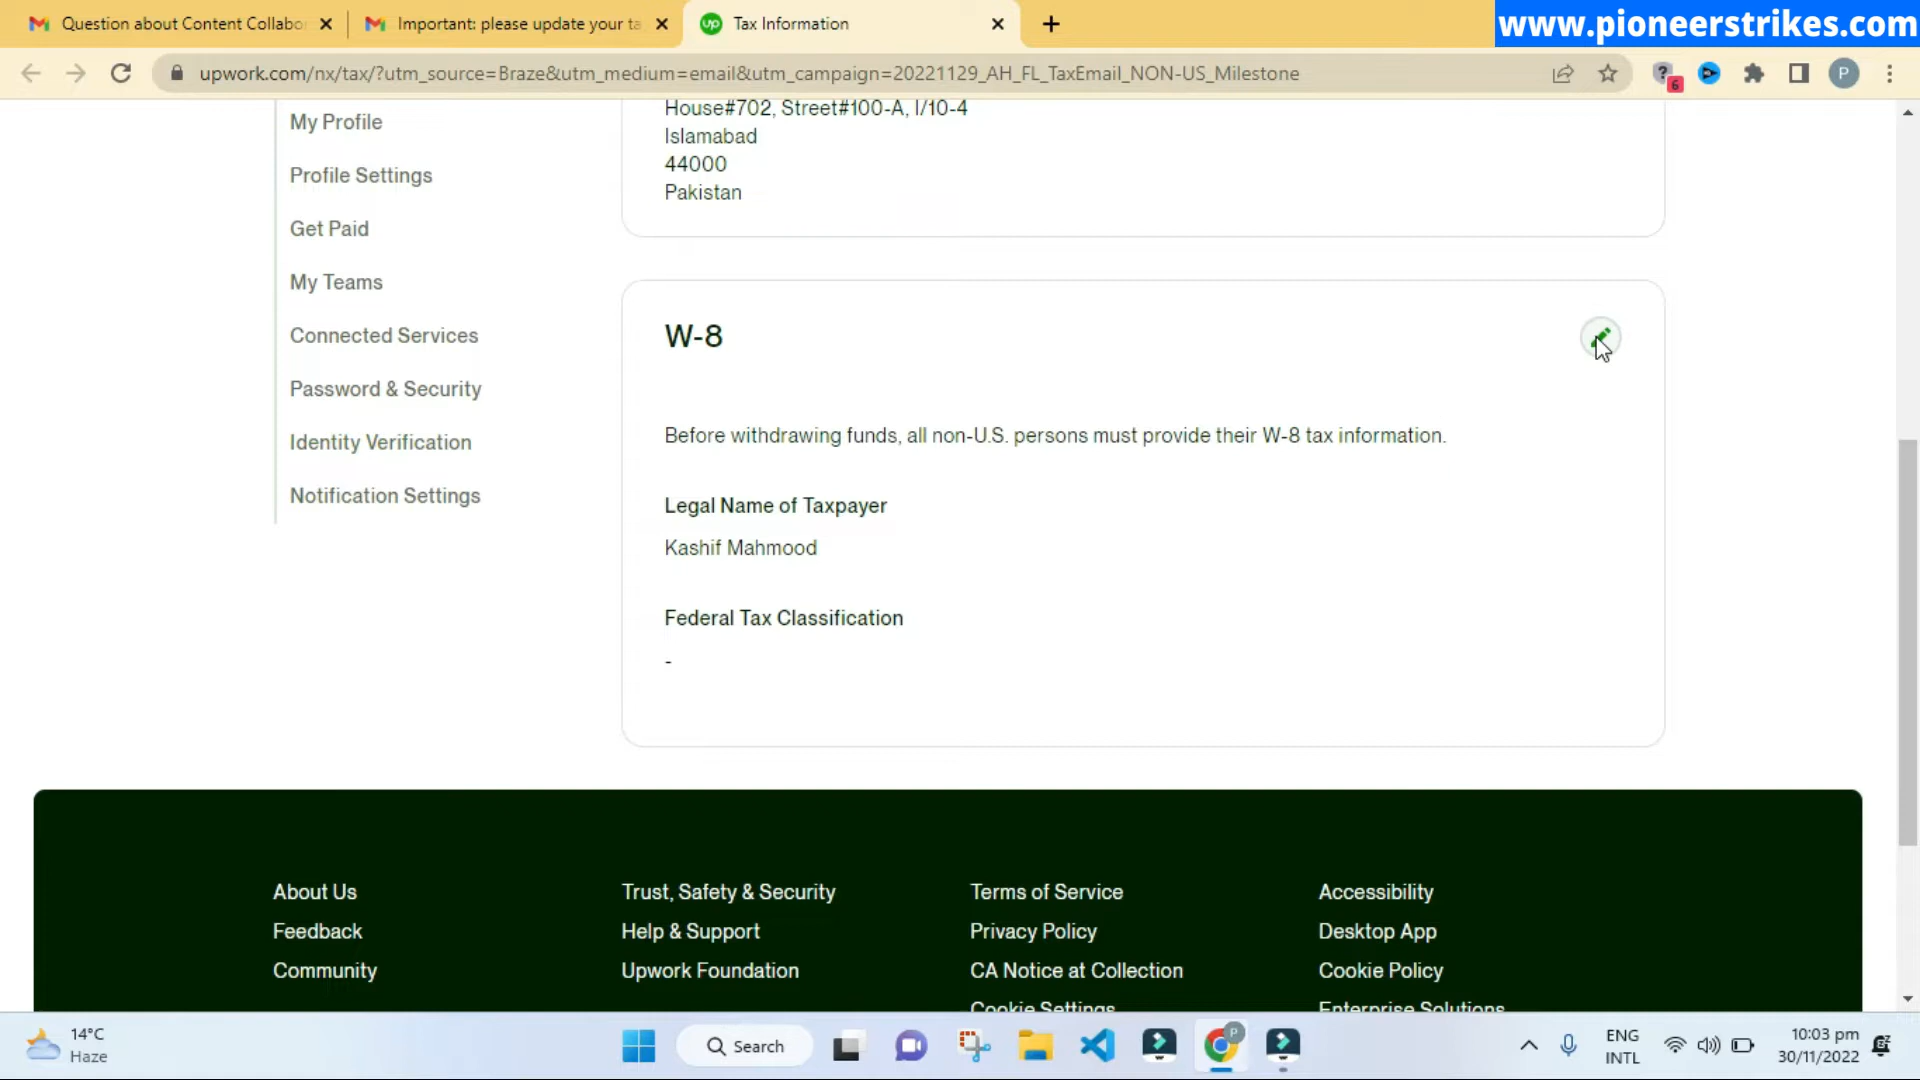 Question about Content Collabo
Important: please update your ta
Tax Information
www.pioneerstrikes.com
upwork.com/nx/tax/?utm_source=Braze&utm_medium=email&utm_campaign=20221129_AH_FL_TaxEmail_NON-US_Milestone
6
P
My Profile
Profile Settings
Get Paid
My Teams
Connected Services
Password & Security
Identity Verification
Notification Settings
House#702, Street#100-A, I/10-4
Islamabad
44000
Pakistan
W-8
Before withdrawing funds, all non-U.S. persons must provide their W-8 tax information.
Legal Name of Taxpayer
Kashif Mahmood
Federal Tax Classification
-
About Us
Feedback
Community
Trust, Safety & Security
Help & Support
Upwork Foundation
Terms of Service
Privacy Policy
CA Notice at Collection
Cookie Settings
Accessibility
Desktop App
Cookie Policy
Enterprise Solutions
14°C
Haze
Search
P
ENG
INTL
10:03 pm
30/11/2022